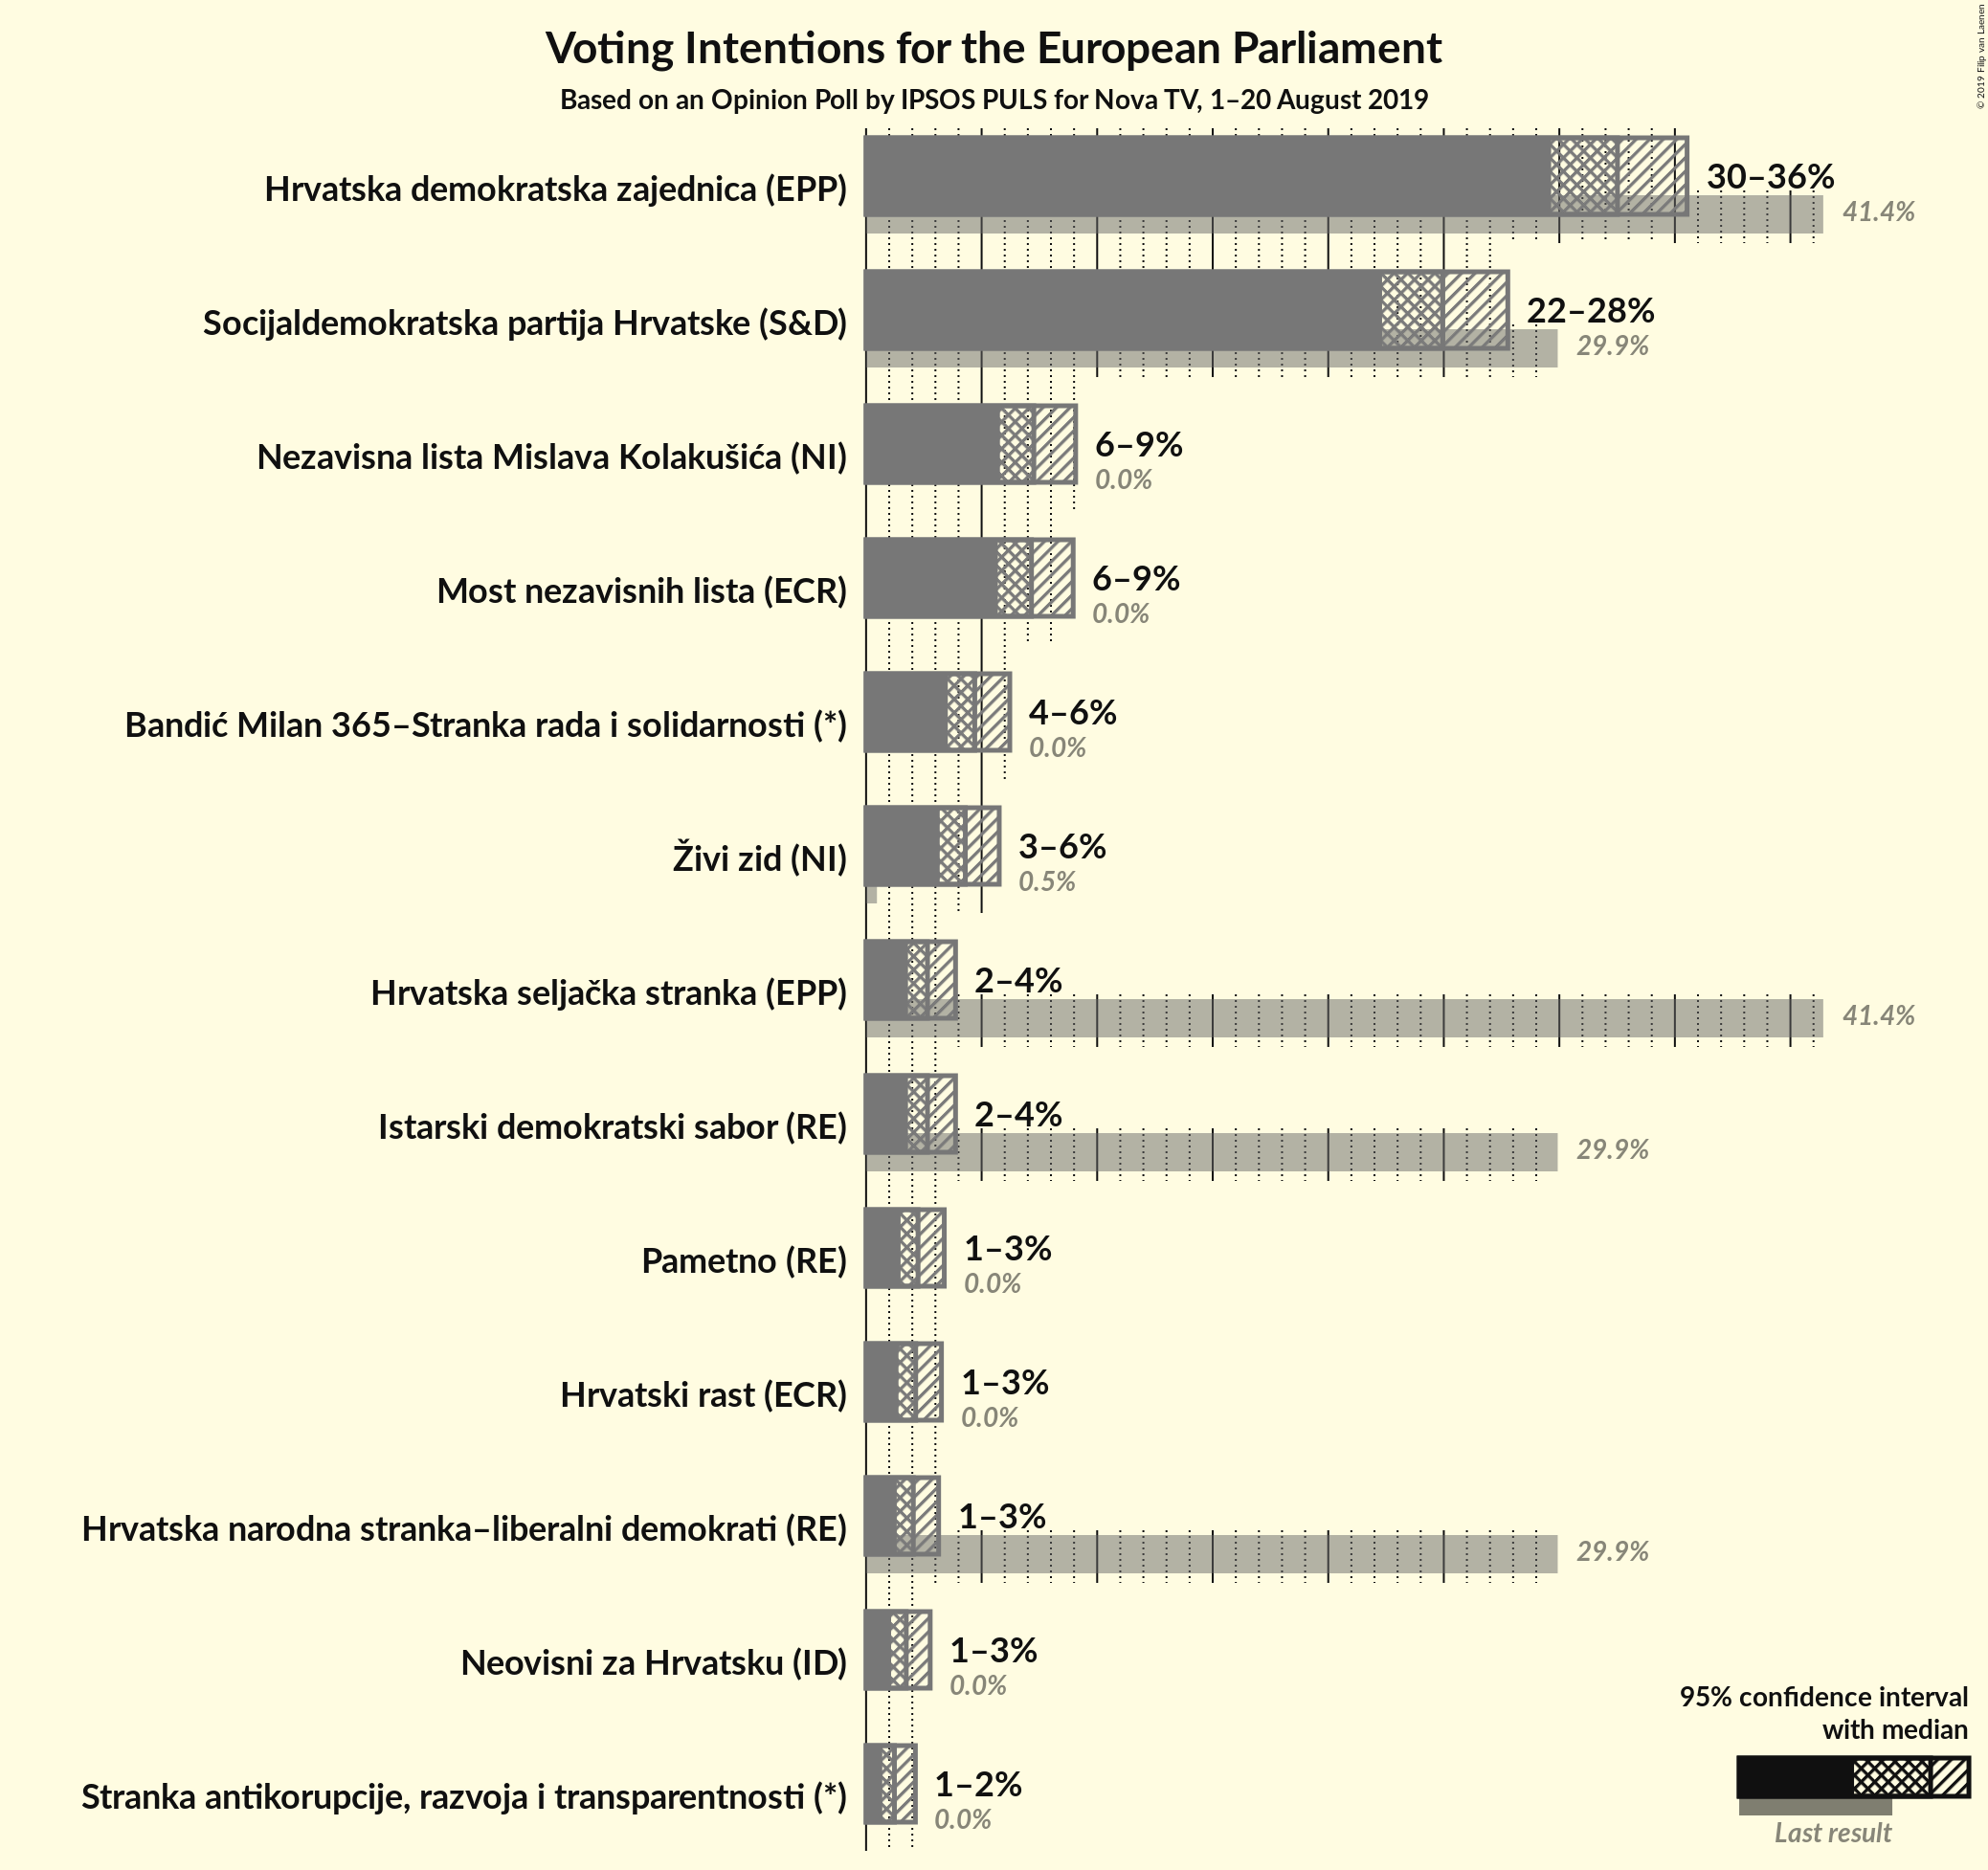 © 2019 Filip van Laenen
Voting Intentions for the European Parliament
Based on an Opinion Poll by IPSOS PULS for Nova TV, 1–20 August 2019
Hrvatska demokratska zajednica (EPP)
30–36%
41.4%
Socijaldemokratska partija Hrvatske (S&D)
22–28%
29.9%
Nezavisna lista Mislava Kolakušića (NI)
6–9%
0.0%
Most nezavisnih lista (ECR)
6–9%
0.0%
Bandić Milan 365–Stranka rada i solidarnosti (*)
4–6%
0.0%
Živi zid (NI)
3–6%
0.5%
Hrvatska seljačka stranka (EPP)
2–4%
41.4%
Istarski demokratski sabor (RE)
2–4%
29.9%
Pametno (RE)
1–3%
0.0%
Hrvatski rast (ECR)
1–3%
0.0%
Hrvatska narodna stranka–liberalni demokrati (RE)
1–3%
29.9%
Neovisni za Hrvatsku (ID)
1–3%
0.0%
Stranka antikorupcije, razvoja i transparentnosti (*)
1–2%
0.0%
95% confidence interval
with median
Last result